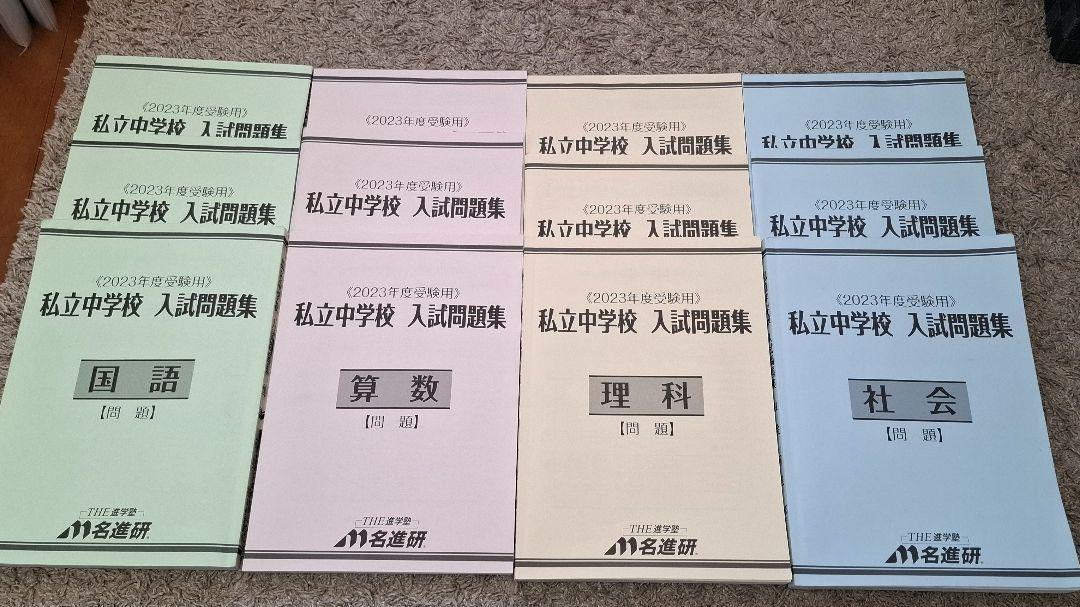 《2023年度受験用》
私立中学校 入試問題集
《2023年度受験用》
私立中学校 入試問題集
《2023年度受験用》
私立中学校 入試問題集
国語
【問題】
THE進学塾
名進研
《2023年度受験用》
《2023年度受験用》
私立中学校 入試問題集
《2023年度受験用》
私立中学校 入試問題集
算数
【問題】
THE進学塾
名進研
《2023年度受験用》
私立中学校 入試問題集
《2023年度受験用》
私立中学校 入試問題集
《2023年度受験用》
私立中学校 入試問題集
理科
【問題】
THE進学塾
名進研
《2023年度受験用》
私立中学校 入試問題集
《2023年度受験用》
私立中学校 入試問題集
《2023年度受験用》
私立中学校 入試問題集
社会
【問題】
THE進学塾
名進研